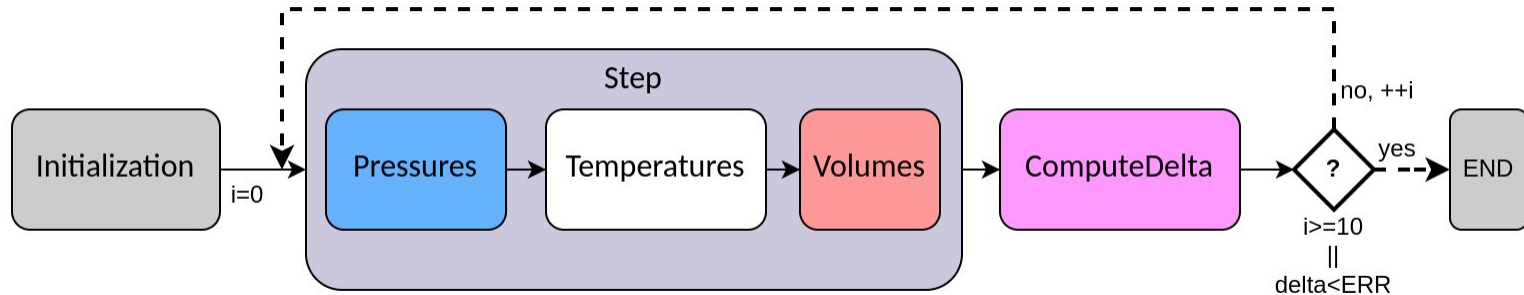 Step
no, ++i
Initialization
i=0
Pressures
Temperatures
Volumes
ComputeDelta
?
yes
END
i>=10
||
delta<ERR